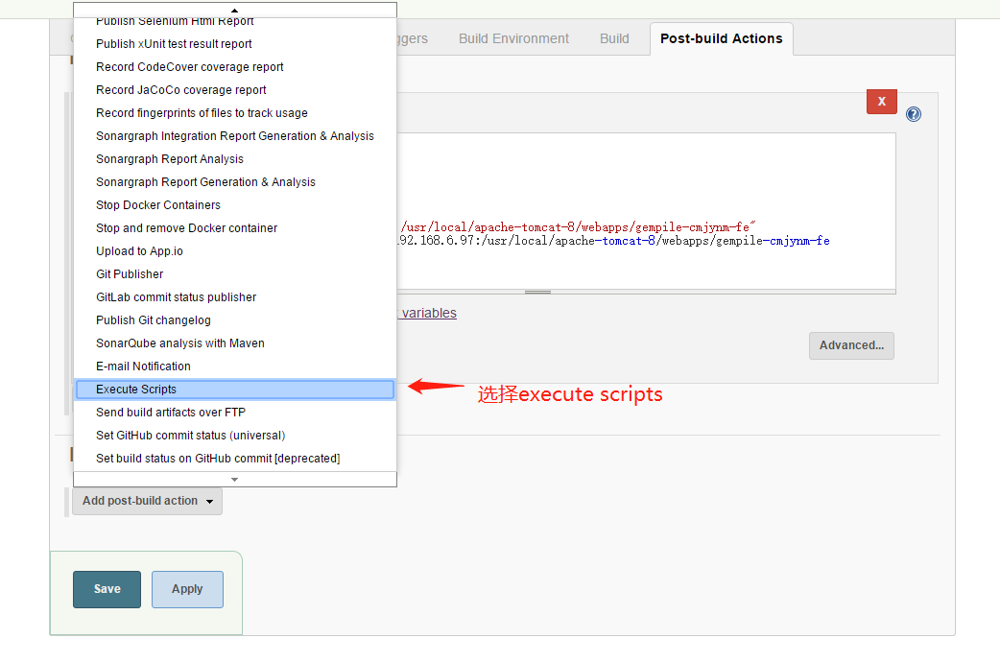 Publish Selenium Html Report
ggers
Build Environment
Build
Post-build Actions
Publish xUnit test result report
Record CodeCover coverage report
Record JaCoCo coverage report
Record fingerprints of files to track usage
X
?
Sonargraph Integration Report Generation & Analysis
Sonargraph Report Analysis
Sonargraph Report Generation & Analysis
Stop Docker Containers
Stop and remove Docker container
/usr/local/apache-tomcat-8/webapps/gempile-cmjynm-fe"
192.168.6.97:/usr/local/apache-tomcat-8/webapps/gempile-cmjynm-fe
Upload to App.io
Git Publisher
GitLab commit status publisher
variables
Publish Git changelog
SonarQube analysis with Maven
Advanced...
E-mail Notification
Execute Scripts
选择execute scripts
Send build artifacts over FTP
Set GitHub commit status (universal)
Set build status on GitHub commit [deprecated]
Add post-build action
Save
Apply